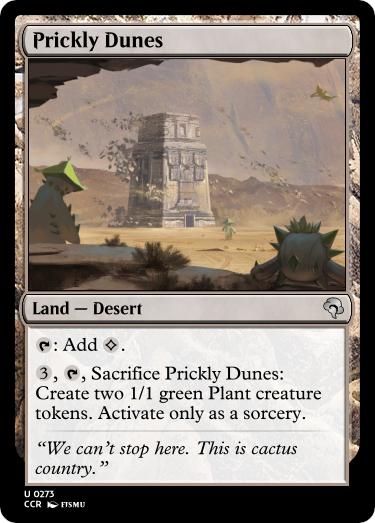 Prickly Dunes
Land — Desert
: Add .
3, , Sacrifice Prickly Dunes:
Create two 1/1 green Plant creature
tokens. Activate only as a sorcery.
“We can’t stop here. This is cactus
country.”
U 0273
CCR FISMU